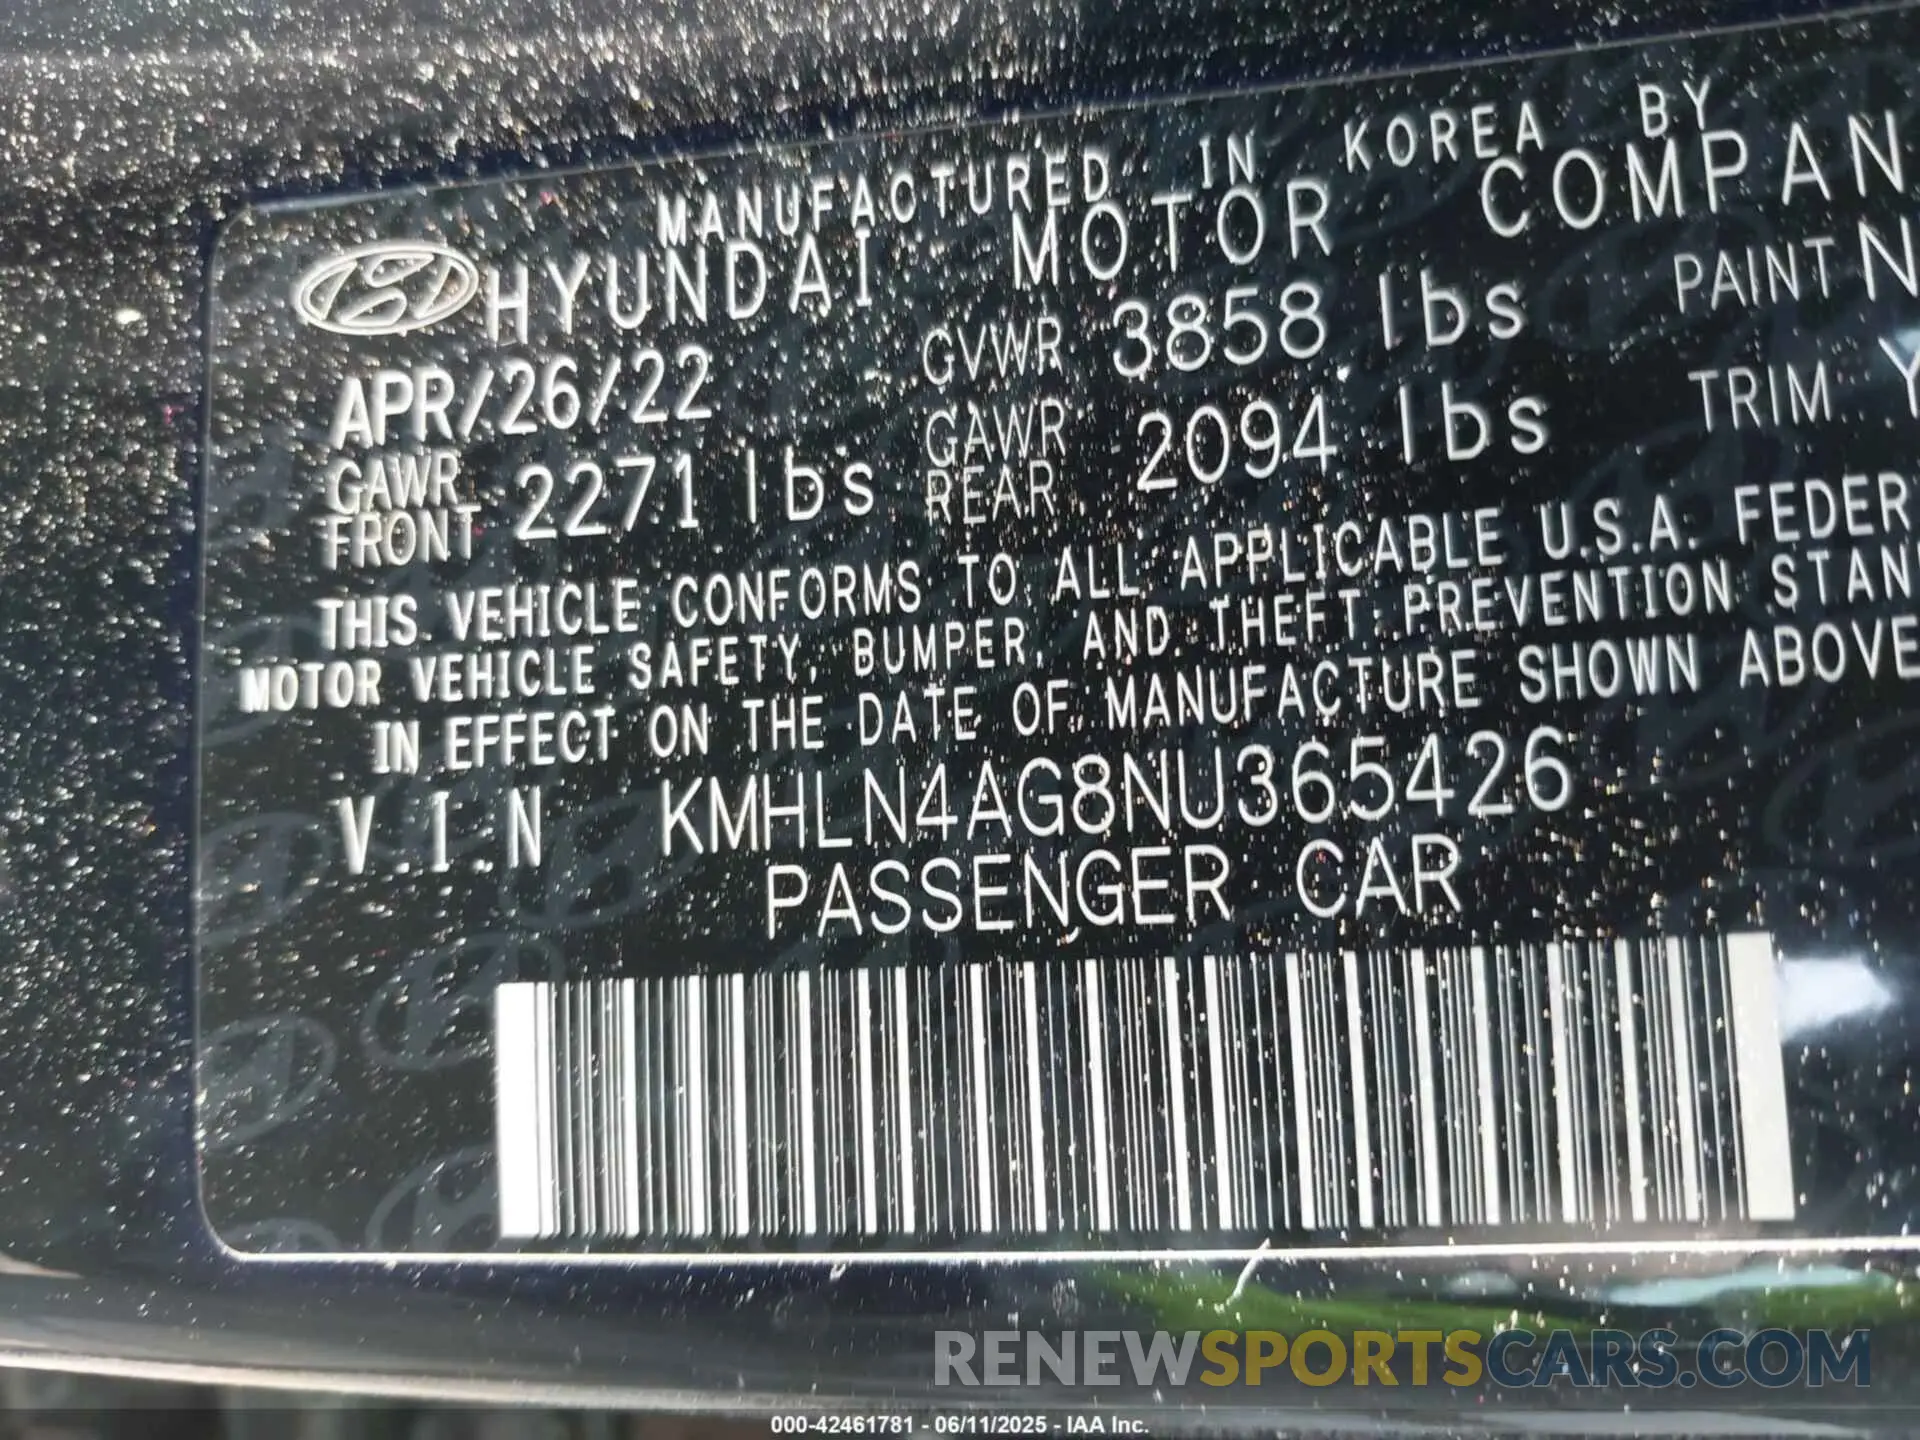 MANUFACTURED IN KOREA BY
HYUNDAI MOTOR COMPAN
APR/26/22 GVWR 3858 lbs PAINT N
GAWR FRONT 2271 lbs GAWR REAR 2094 lbs TRIM Y
THIS VEHICLE CONFORMS TO ALL APPLICABLE U.S.A. FEDER
MOTOR VEHICLE SAFETY, BUMPER, AND THEFT PREVENTION STAN
IN EFFECT ON THE DATE OF MANUFACTURE SHOWN ABOVE
V.I.N KMHLN4AG8NU365426
PASSENGER CAR
RENEWSPORTSCARS.COM
000-42461781 - 06/11/2025 - IAA Inc.